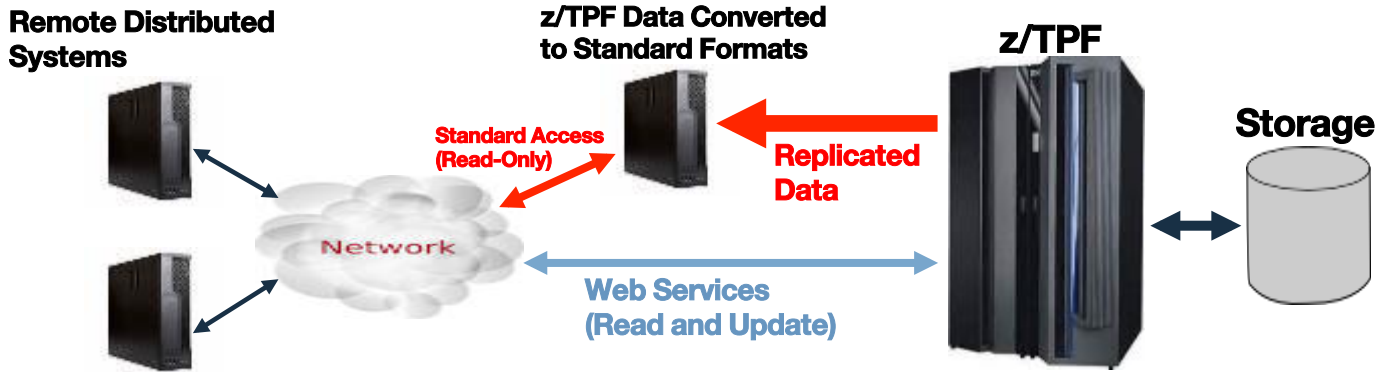 Remote Distributed
Systems
z/TPF Data Converted
to Standard Formats
z/TPF
Storage
Standard Access
(Read-Only)
Replicated
Data
Network
Web Services
(Read and Update)